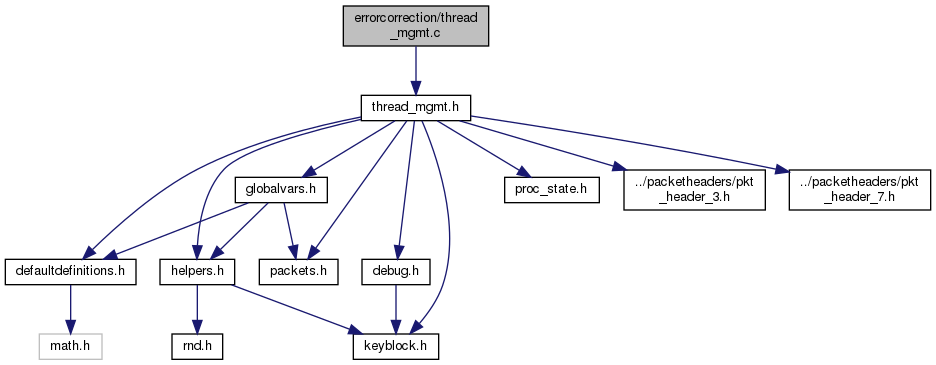 errorcorrection/thread
_mgmt.c
thread_mgmt.h
globalvars.h
proc_state.h
../packetheaders/pkt
_header_3.h
../packetheaders/pkt
_header_7.h
defaultdefinitions.h
helpers.h
packets.h
debug.h
math.h
rnd.h
keyblock.h